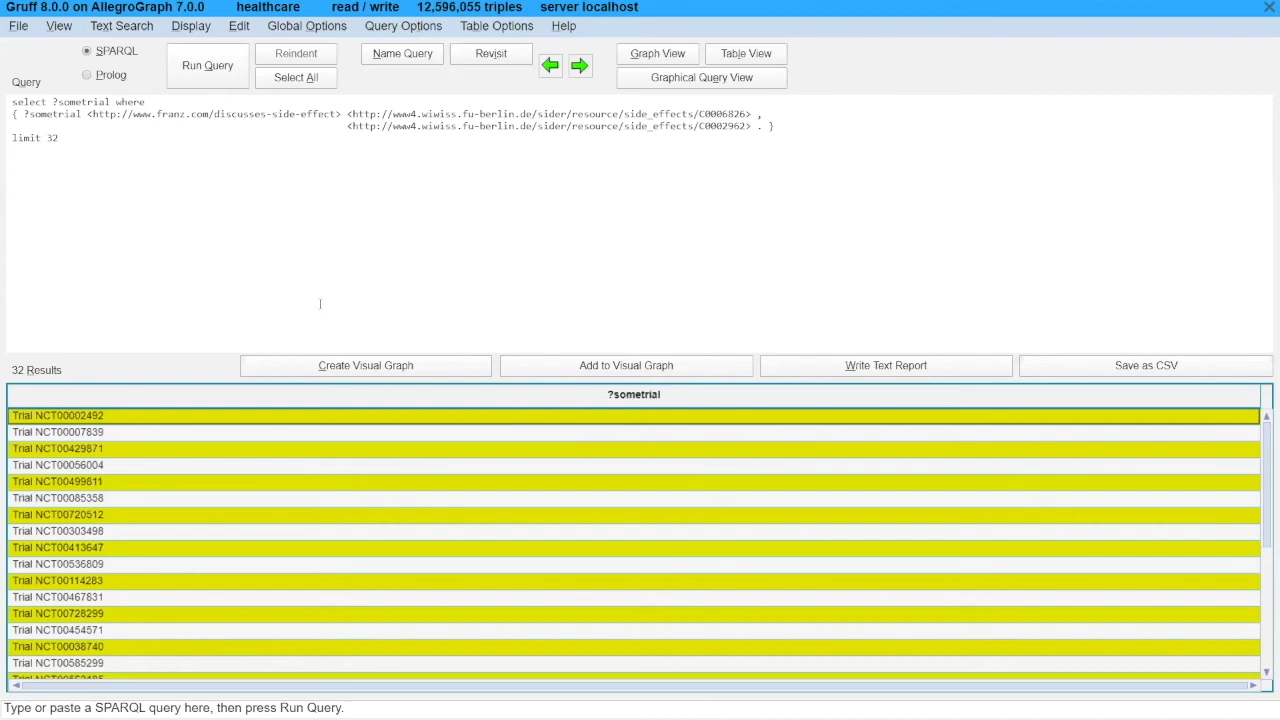 Gruff 8.0.0 on AllegroGraph 7.0.0 healthcare read / write 12,596,055 triples server localhost
File View Text Search Display Edit Global Options Query Options Table Options Help
SPARQL
Prolog
Query
Run Query
Reindent
Select All
Name Query
Revisit
Graph View
Table View
Graphical Query View
select ?sometrial where
{ ?sometrial <http://www.franz.com/discusses-side-effect> <http://www4.wiwiss.fu-berlin.de/sider/resource/side_effects/C0006826> ,
<http://www4.wiwiss.fu-berlin.de/sider/resource/side_effects/C0002962> . }
limit 32
32 Results
Create Visual Graph
Add to Visual Graph
Write Text Report
Save as CSV
?sometrial
Trial NCT00002492
Trial NCT00007839
Trial NCT00429871
Trial NCT00056004
Trial NCT00499811
Trial NCT00085358
Trial NCT00720512
Trial NCT00303498
Trial NCT00413647
Trial NCT00536809
Trial NCT00114283
Trial NCT00467831
Trial NCT00728299
Trial NCT00454571
Trial NCT00038740
Trial NCT00585299
Type or paste a SPARQL query here, then press Run Query.